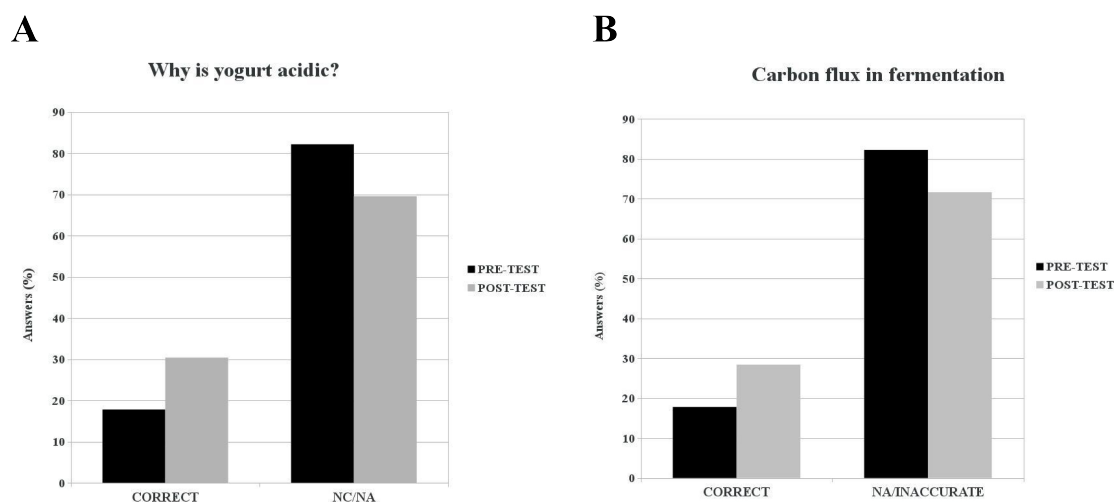 A
Why is yogurt acidic?
90
80
70
60
50
40
30
20
10
0
Answers (%)
CORRECT
NC/NA
PRE-TEST
POST-TEST
B
Carbon flux in fermentation
90
80
70
60
50
40
30
20
10
0
Answers (%)
CORRECT
NA/INACCURATE
PRE-TEST
POST-TEST